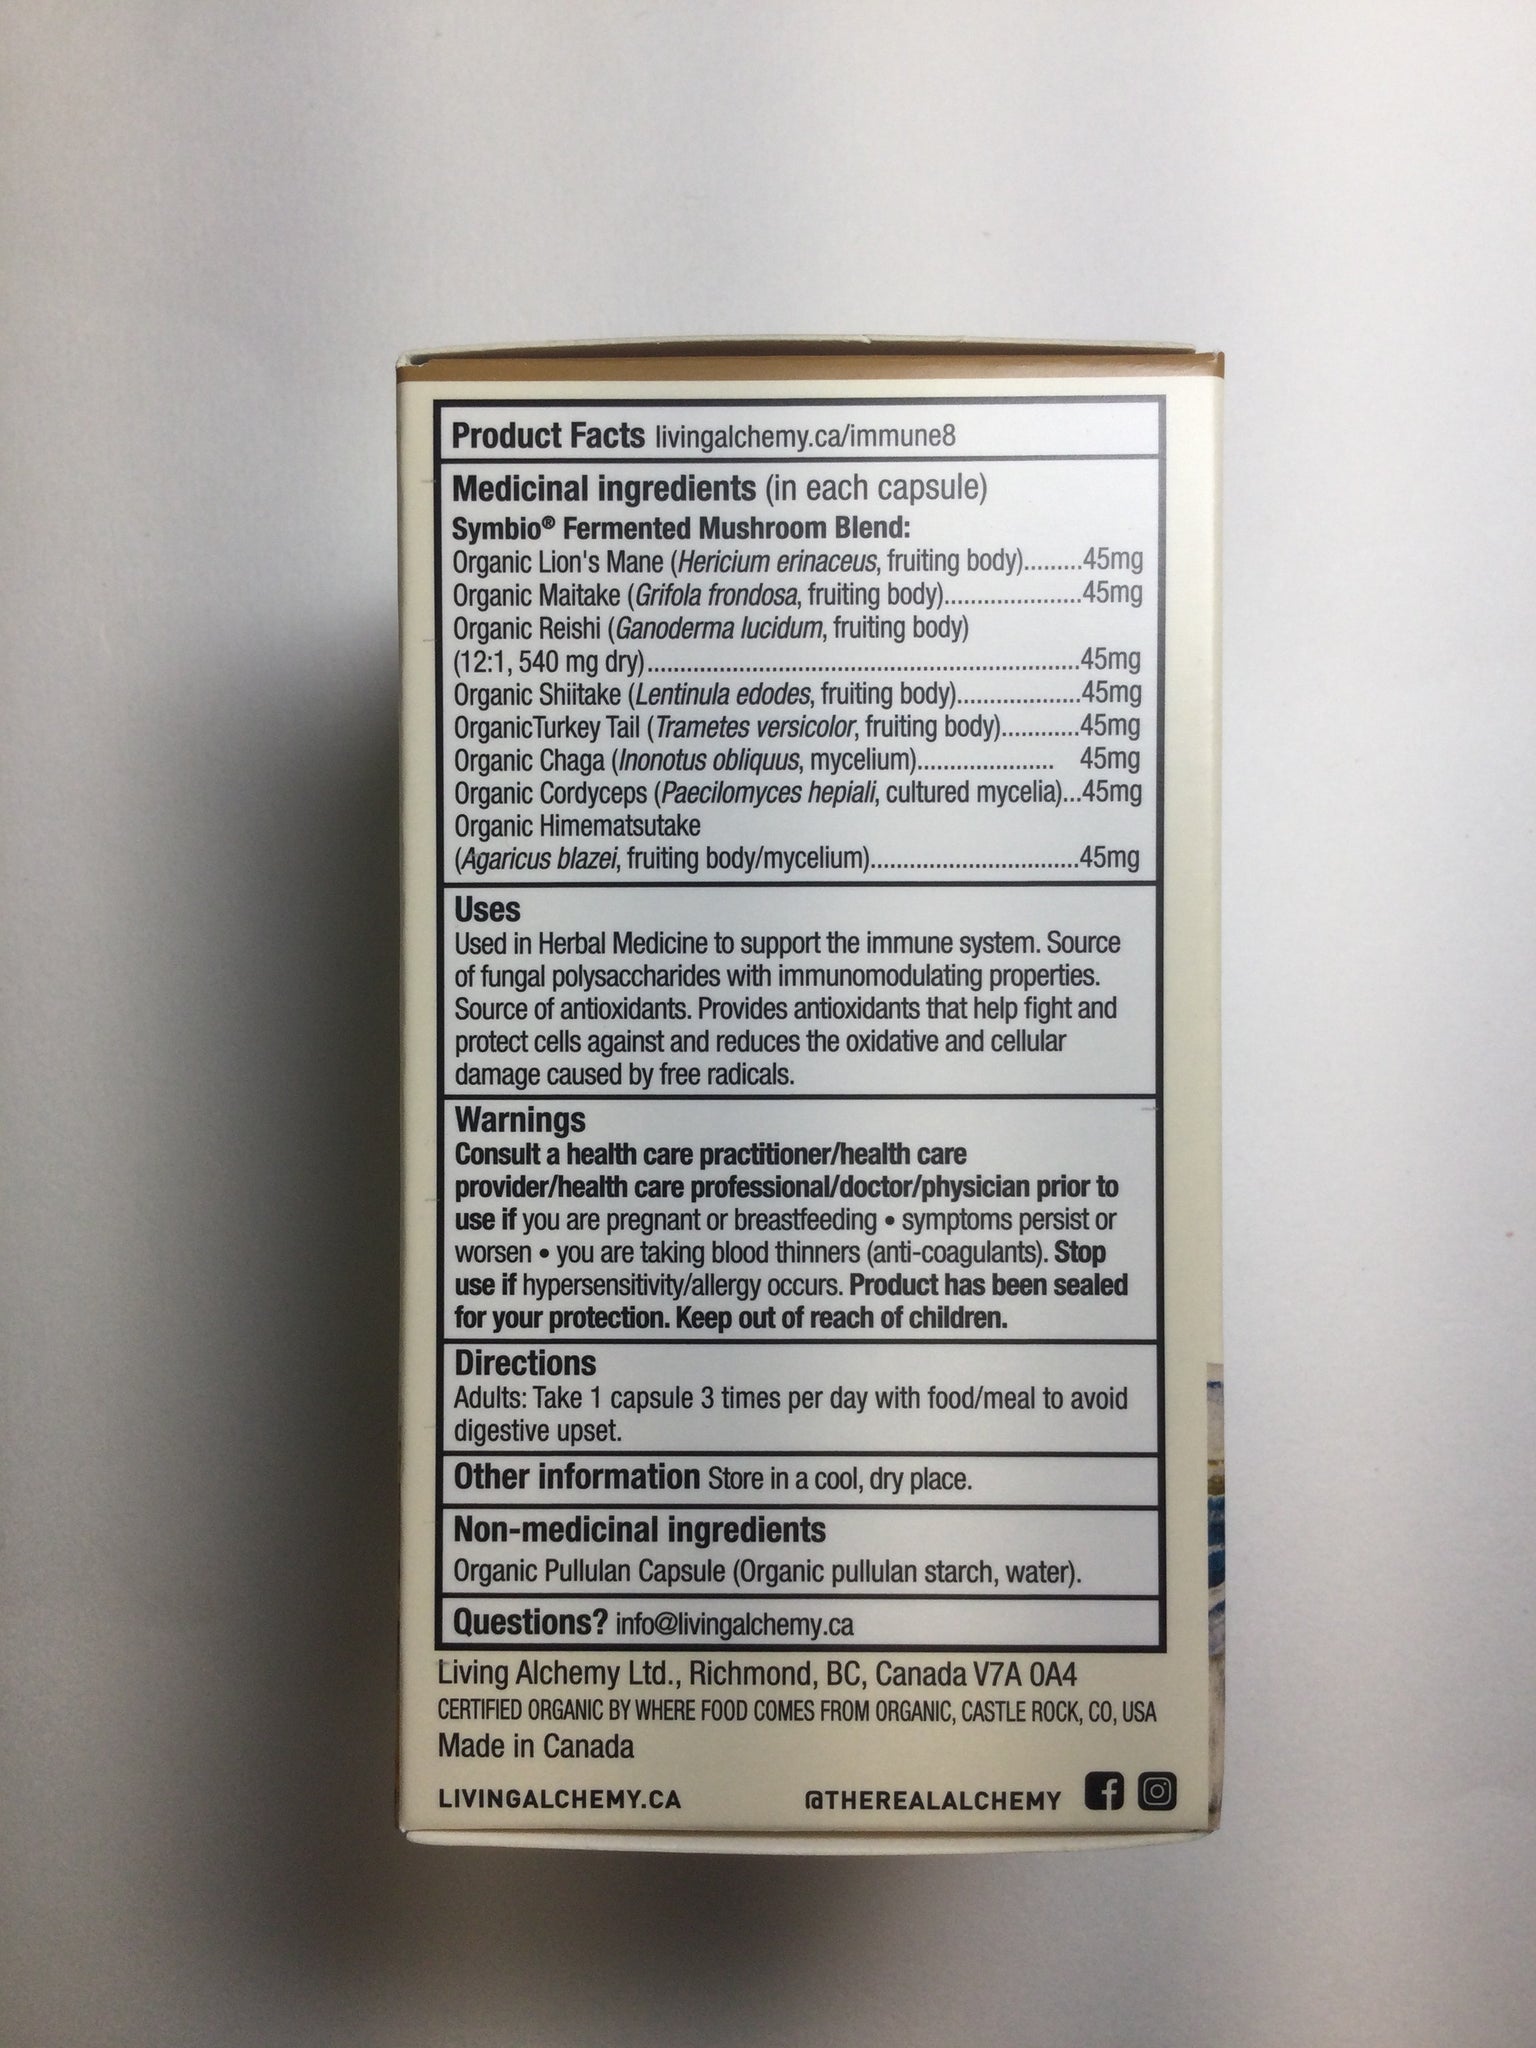 Product Facts livingalchemy.ca/immune8
Medicinal ingredients (in each capsule)
Symbio® Fermented Mushroom Blend:
Organic Lion's Mane (Hericium erinaceus, fruiting body).........45mg
Organic Maitake (Grifola frondosa, fruiting body).....................45mg
Organic Reishi (Ganoderma lucidum, fruiting body)
(12:1, 540 mg dry)..................................................................45mg
Organic Shiitake (Lentinula edodes, fruiting body)...................45mg
OrganicTurkey Tail (Trametes versicolor, fruiting body)............45mg
Organic Chaga (Inonotus obliquus, mycelium)..................... 45mg
Organic Cordyceps (Paecilomyces hepiali, cultured mycelia)...45mg
Organic Himematsutake
(Agaricus blazei, fruiting body/mycelium)................................45mg
Uses
Used in Herbal Medicine to support the immune system. Source
of fungal polysaccharides with immunomodulating properties.
Source of antioxidants. Provides antioxidants that help fight and
protect cells against and reduces the oxidative and cellular
damage caused by free radicals.
Warnings
Consult a health care practitioner/health care
provider/health care professional/doctor/physician prior to
use if you are pregnant or breastfeeding • symptoms persist or
worsen • you are taking blood thinners (anti-coagulants). Stop
use if hypersensitivity/allergy occurs. Product has been sealed
for your protection. Keep out of reach of children.
Directions
Adults: Take 1 capsule 3 times per day with food/meal to avoid
digestive upset.
Other information Store in a cool, dry place.
Non-medicinal ingredients
Organic Pullulan Capsule (Organic pullulan starch, water).
Questions? info@livingalchemy.ca
Living Alchemy Ltd., Richmond, BC, Canada V7A 0A4
CERTIFIED ORGANIC BY WHERE FOOD COMES FROM ORGANIC, CASTLE ROCK, CO, USA
Made in Canada
LIVINGALCHEMY.CA @THEREALALCHEMY